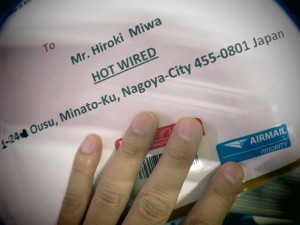 To
Mr. Hiroki Miwa
HOT WIRED
Ousu, Minato-Ku, Nagoya-City 455-0801 Japan
AIRMAIL
PRIORITY